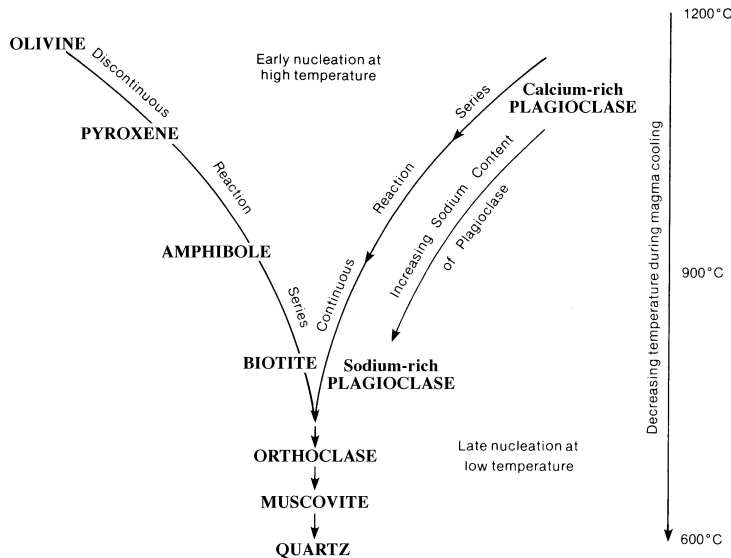 1200°C
OLIVINE
Early nucleation at
high temperature
Discontinuous
Series
Calcium-rich
PLAGIOCLASE
PYROXENE
Reaction
Reaction
Increasing Sodium Content
of Plagioclase
AMPHIBOLE
900°C
Series
Continuous
Decreasing temperature during magma cooling
BIOTITE
Sodium-rich
PLAGIOCLASE
ORTHOCLASE
Late nucleation at
low temperature
MUSCOVITE
QUARTZ
600°C